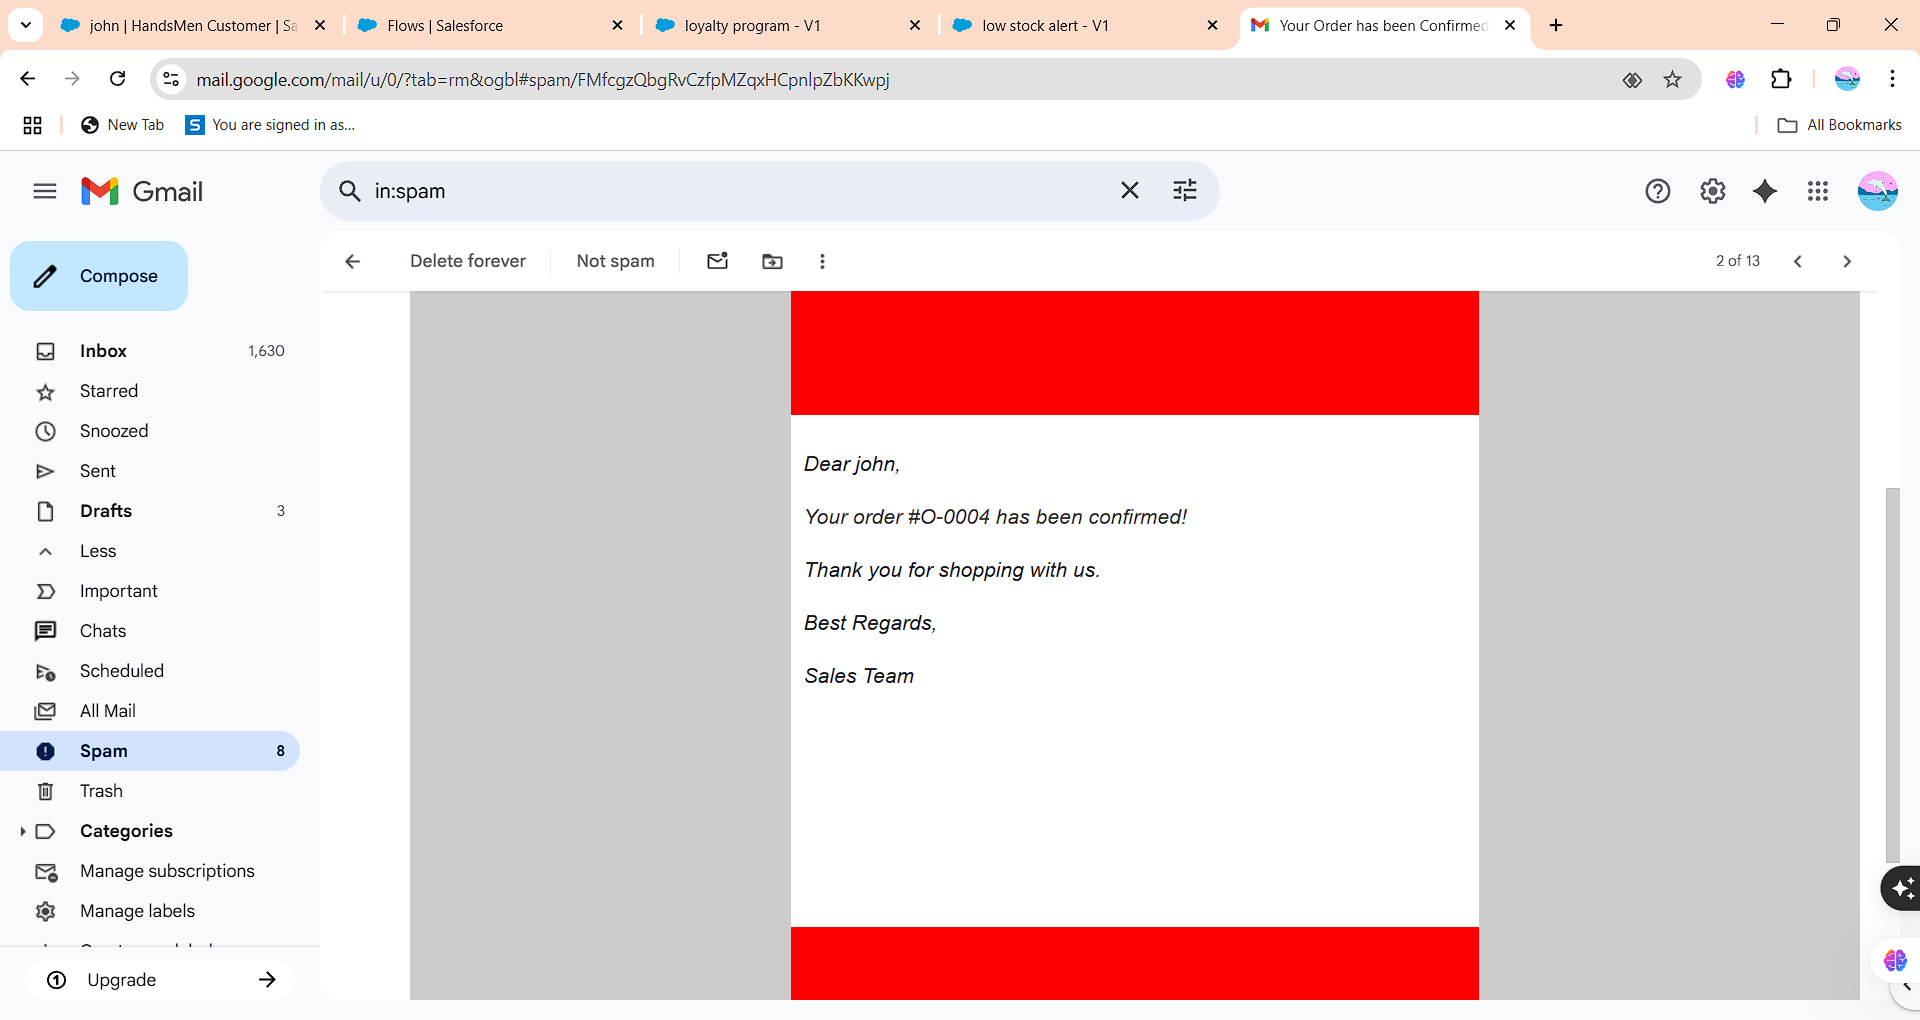 john | HandsMen Customer | Sa
Flows | Salesforce
loyalty program - V1
low stock alert - V1
Your Order has been Confirmed
mail.google.com/mail/u/0/?tab=rm&ogbl#spam/FMfcgzQbgRvCzfpMZqxHCpnlpZbKKwpj
New Tab
S You are signed in as...
All Bookmarks
Gmail
in:spam
Compose
Delete forever
Not spam
2 of 13
Inbox 1,630
Starred
Snoozed
Sent
Drafts 3
Less
Important
Chats
Scheduled
All Mail
Spam 8
Trash
Categories
Manage subscriptions
Manage labels
Upgrade
Dear john,
Your order #O-0004 has been confirmed!
Thank you for shopping with us.
Best Regards,
Sales Team